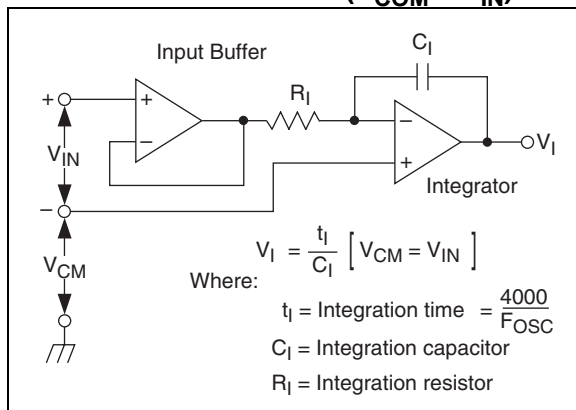 Input Buffer
C_I
R_I
+
+
−
−
+
V_IN
−
V_CM
V_I
Integrator
V_I = t_I/C_I [ V_CM = V_IN ]
Where:
t_I = Integration time = 4000/F_OSC
C_I = Integration capacitor
R_I = Integration resistor